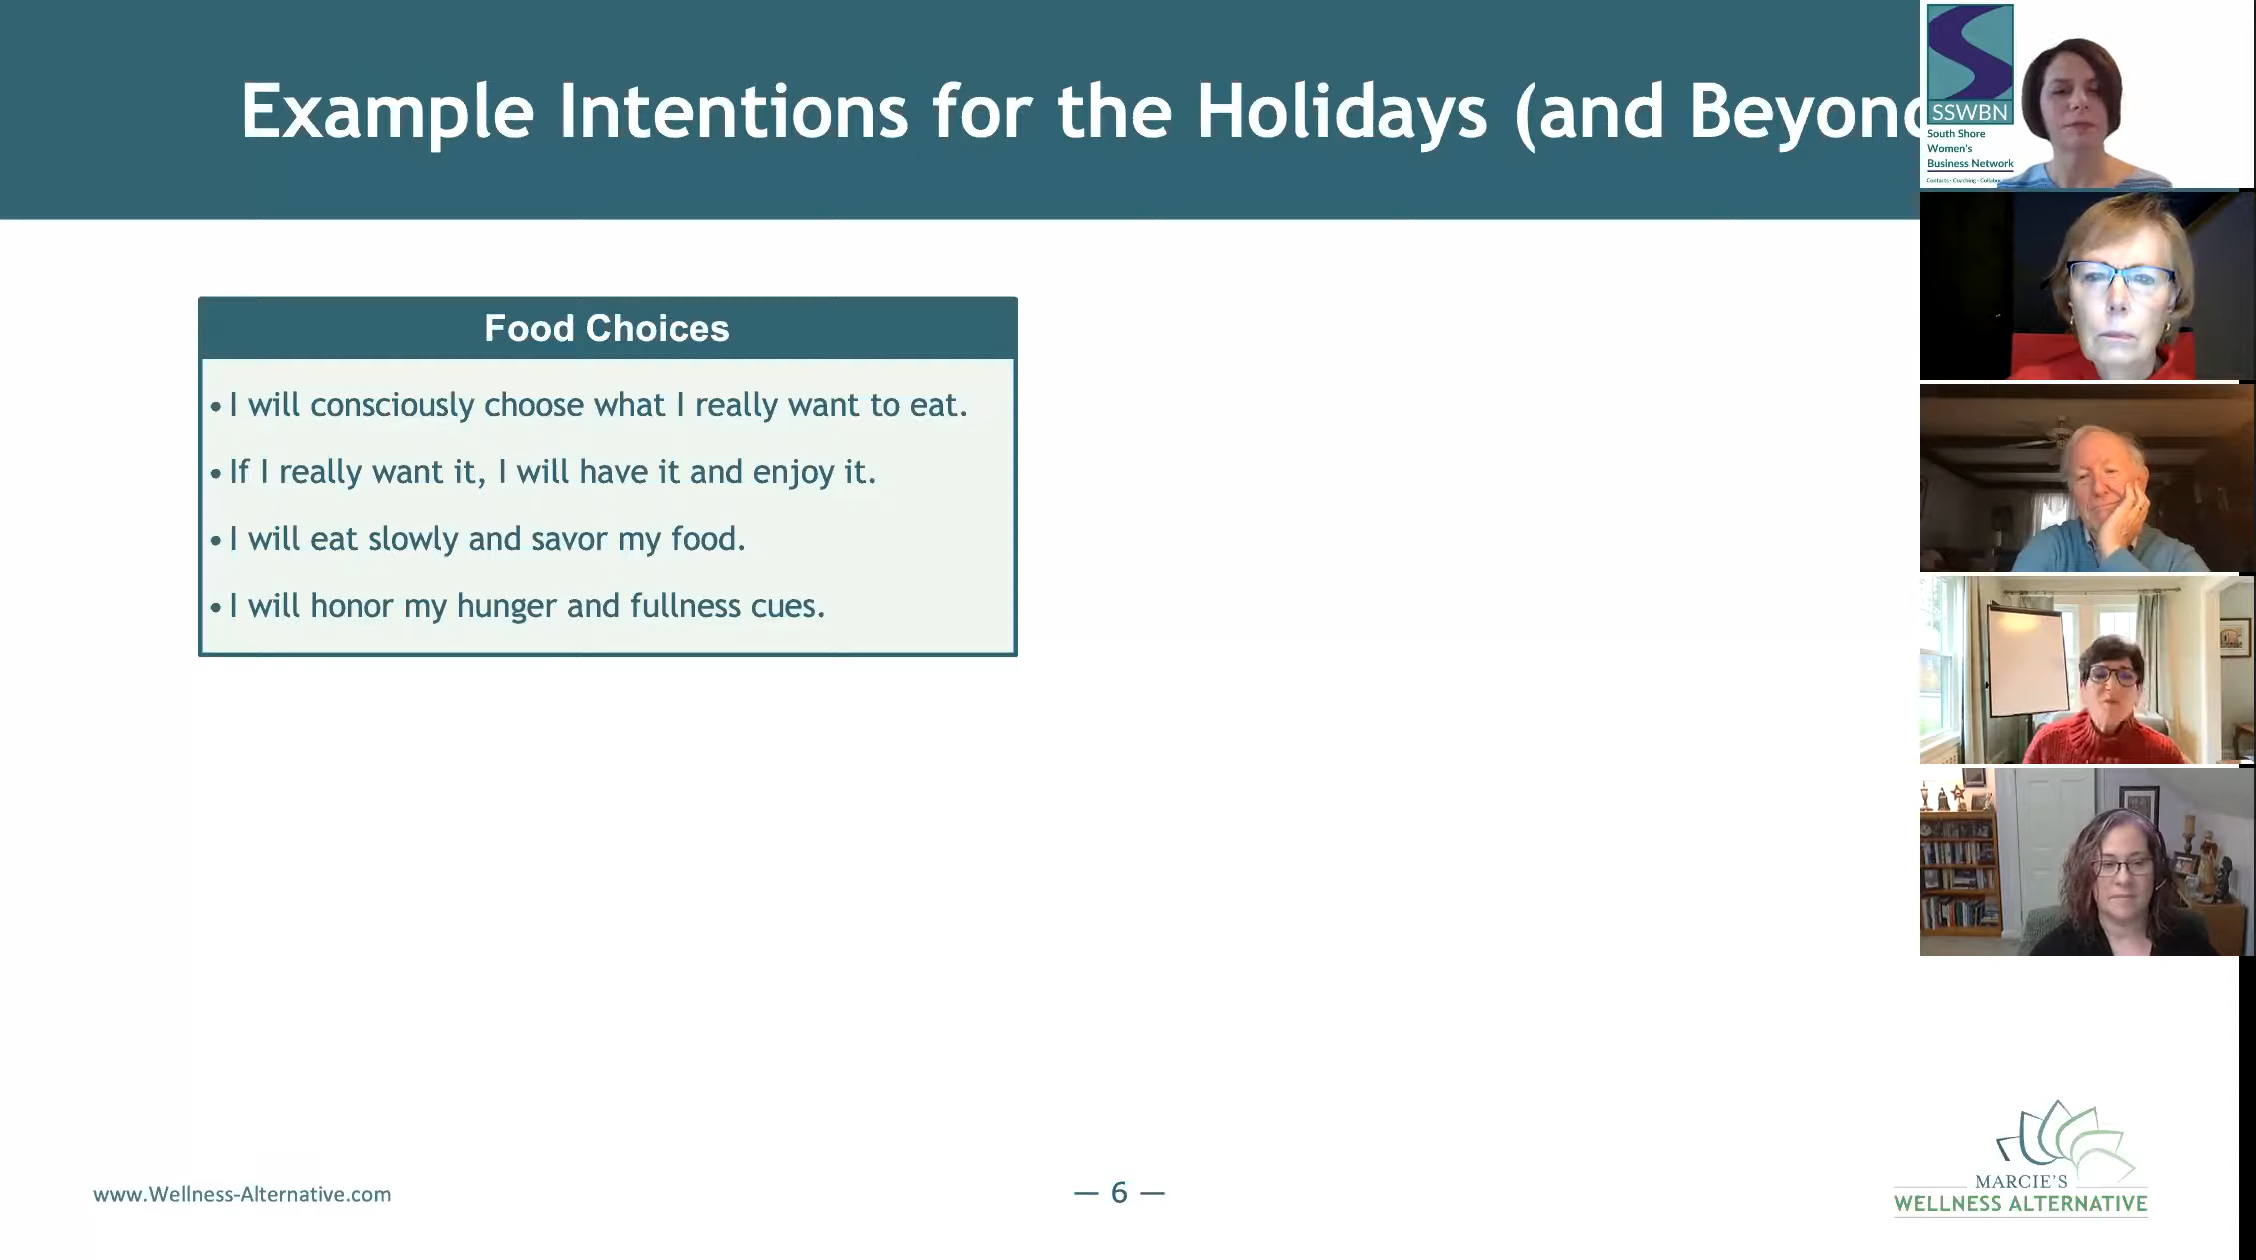 Example Intentions for the Holidays (and Beyond
SSWBN
South Shore
Women's
Business Network
Food Choices
• I will consciously choose what I really want to eat.
• If I really want it, I will have it and enjoy it.
• I will eat slowly and savor my food.
• I will honor my hunger and fullness cues.
www.Wellness-Alternative.com
— 6 —
MARCIE'S
WELLNESS ALTERNATIVE